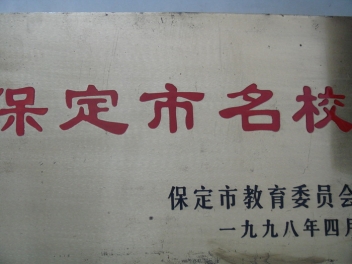 保定市名校
保定市教育委员会
一九九八年四月